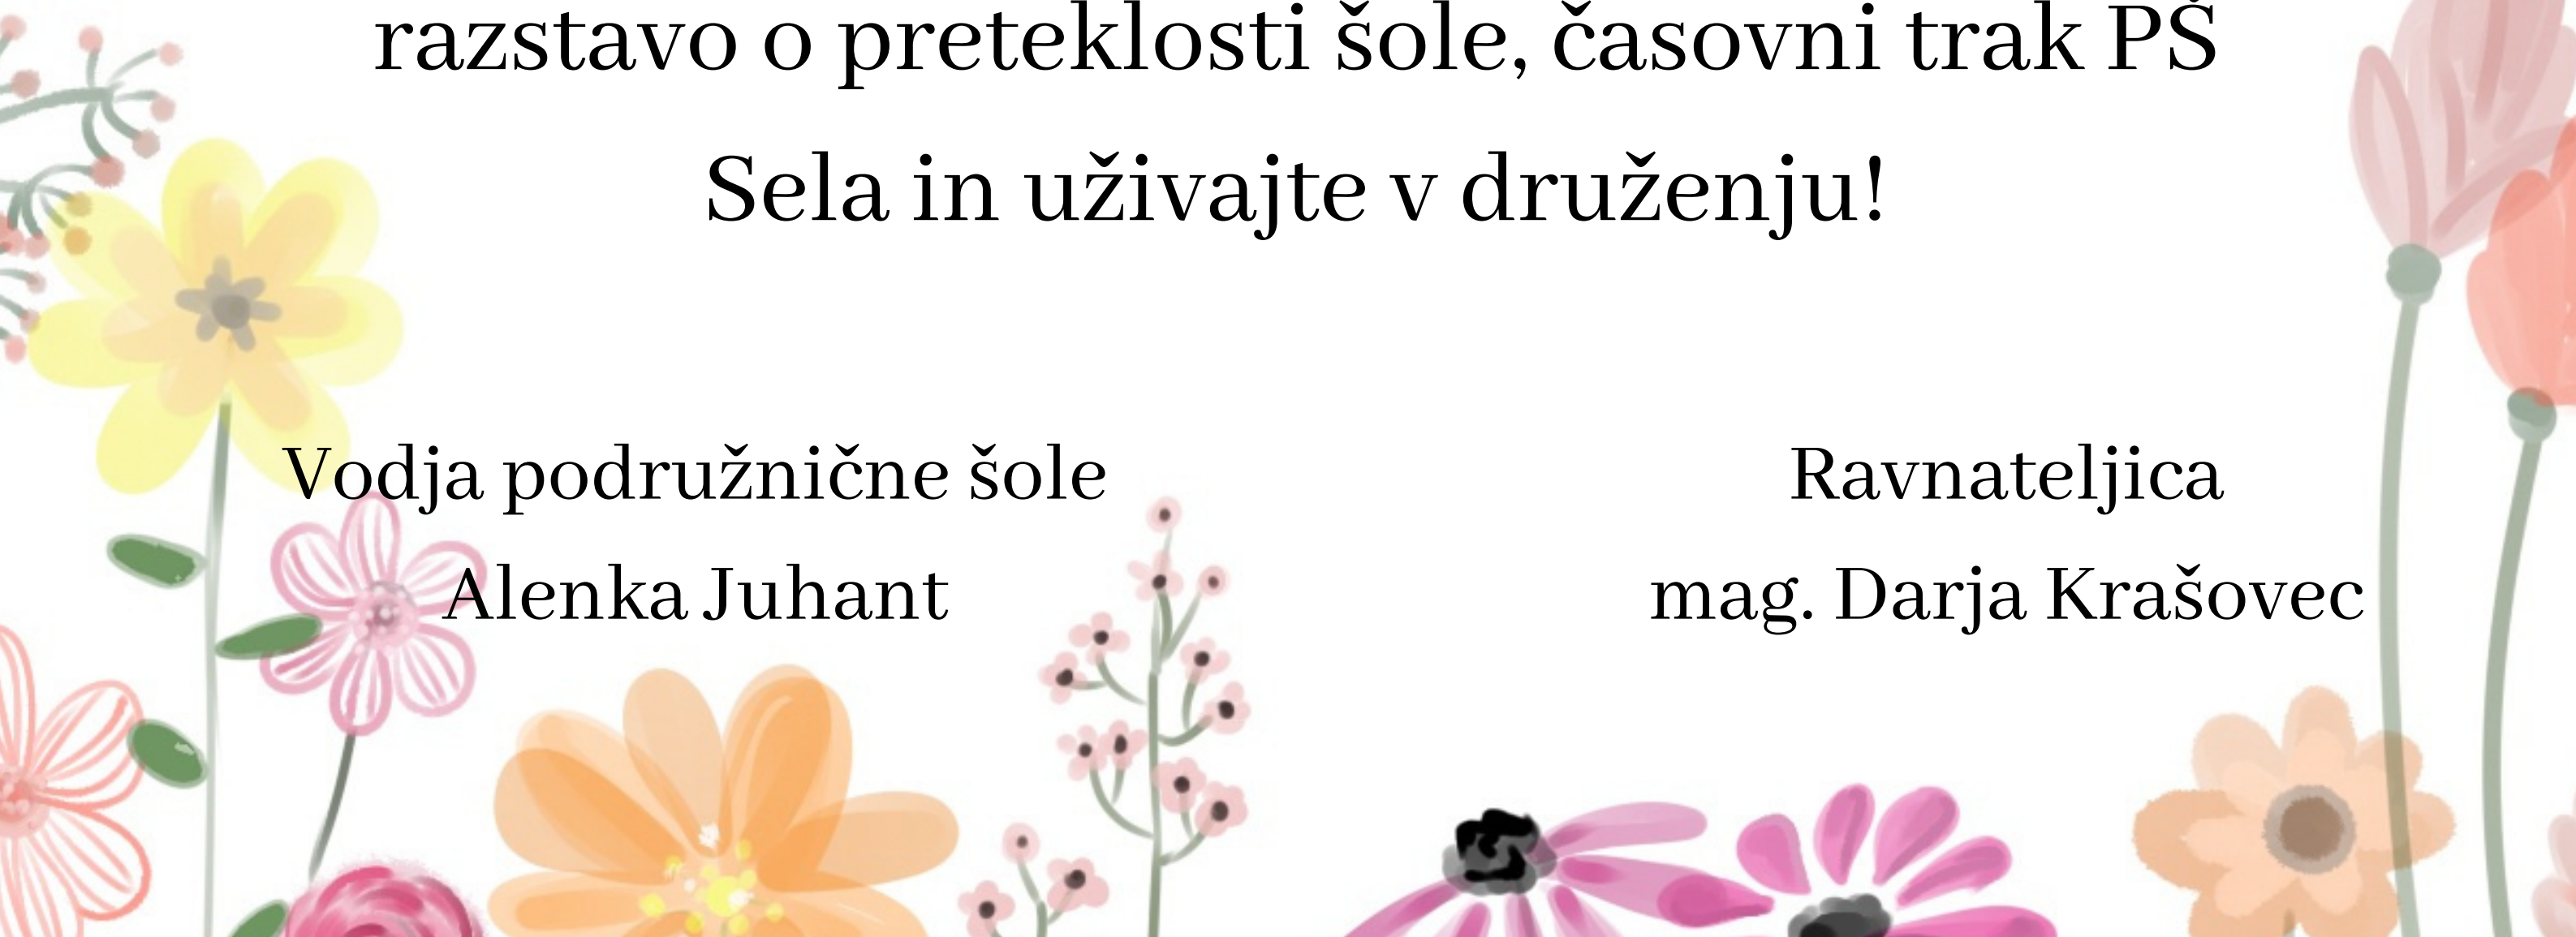 razstavo o preteklosti šole, časovni trak PŠ
Sela in uživajte v druženju!
Vodja podružnične šole
Alenka Juhant
Ravnateljica
mag. Darja Krašovec